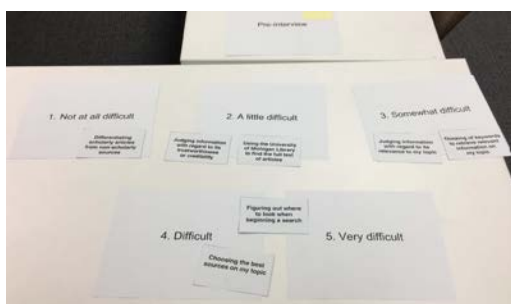 Pre-interview
1. Not at all difficult
2. A little difficult
3. Somewhat difficult
Differentiating
scholarly articles
from non-scholarly
sources
Judging information
with regard to its
trustworthiness
or credibility
Using the University
of Michigan Library
to find the full text
of articles
Judging information
with regard to its
relevance to my topic
Thinking of keywords
to retrieve relevant
information on
my topic
Figuring out where
to look when
beginning a search
4. Difficult
5. Very difficult
Choosing the best
sources on my topic